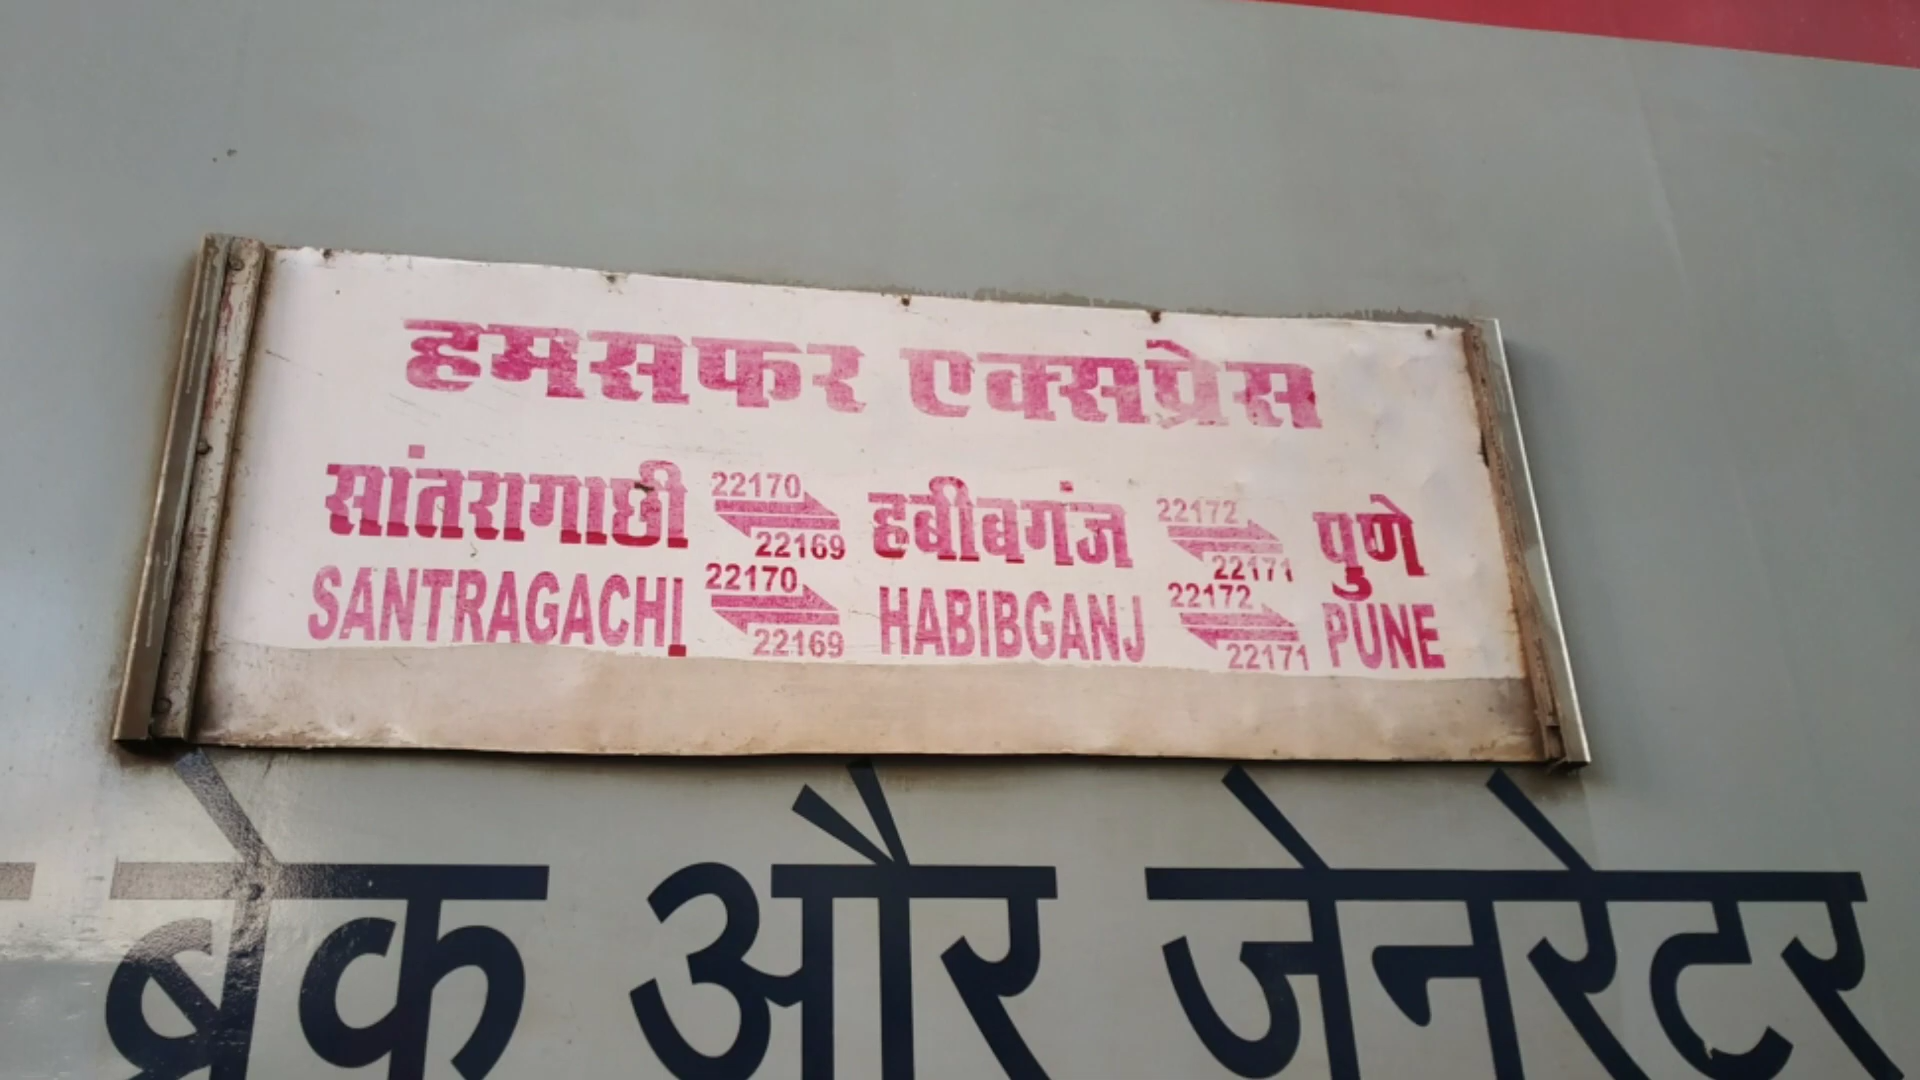 हमसफर एक्सप्रेस
सांतरागाछी 22170 22169 हबीबगंज 22172 22171 पुणे
SANTRAGACHI 22170 22169 HABIBGANJ 22172 22171 PUNE
ब्रेक और जेनरेटर